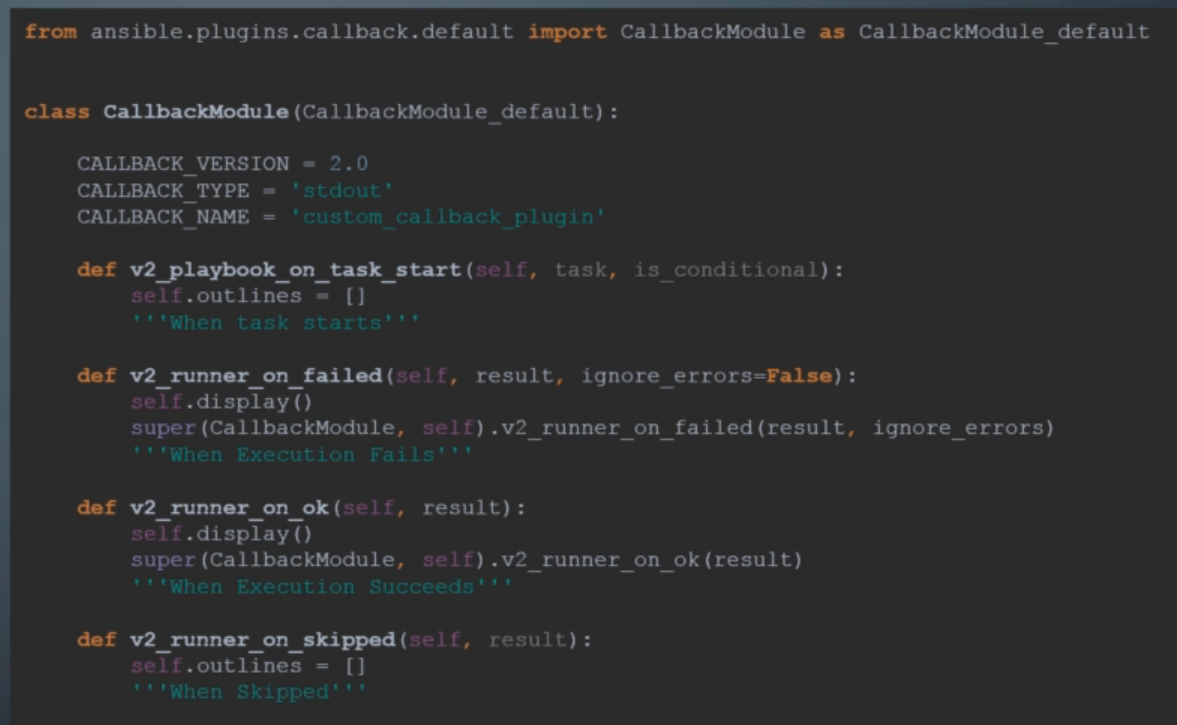 from ansible.plugins.callback.default import CallbackModule as CallbackModule_default
class CallbackModule(CallbackModule_default):
CALLBACK_VERSION = 2.0
CALLBACK_TYPE = 'stdout'
CALLBACK_NAME = 'custom_callback_plugin'
def v2_playbook_on_task_start(self, task, is_conditional):
self.outlines = []
'''When task starts'''
def v2_runner_on_failed(self, result, ignore_errors=False):
self.display()
super(CallbackModule, self).v2_runner_on_failed(result, ignore_errors)
'''When Execution Fails'''
def v2_runner_on_ok(self, result):
self.display()
super(CallbackModule, self).v2_runner_on_ok(result)
'''When Execution Succeeds'''
def v2_runner_on_skipped(self, result):
self.outlines = []
'''When Skipped'''